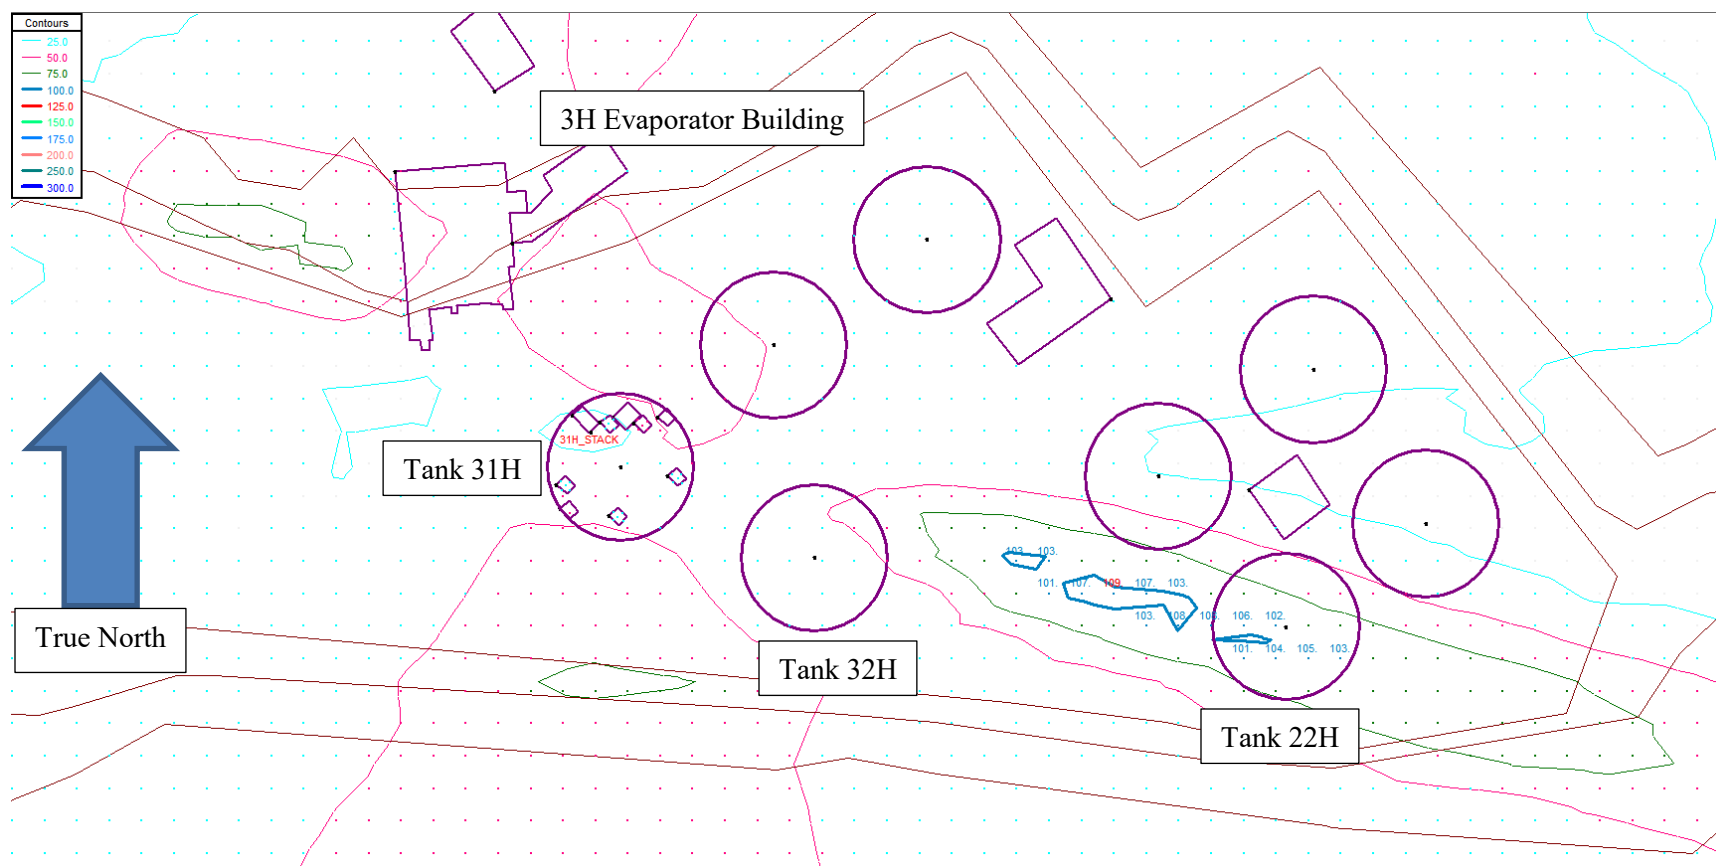 Contours
25.0
50.0
75.0
100.0
125.0
150.0
175.0
200.0
250.0
300.0
3H Evaporator Building
31H_STACK
Tank 31H
103. 103.
101. 107. 109 107. 103.
103. 108. 106. 102.
101. 104. 105. 103.
True North
Tank 32H
Tank 22H